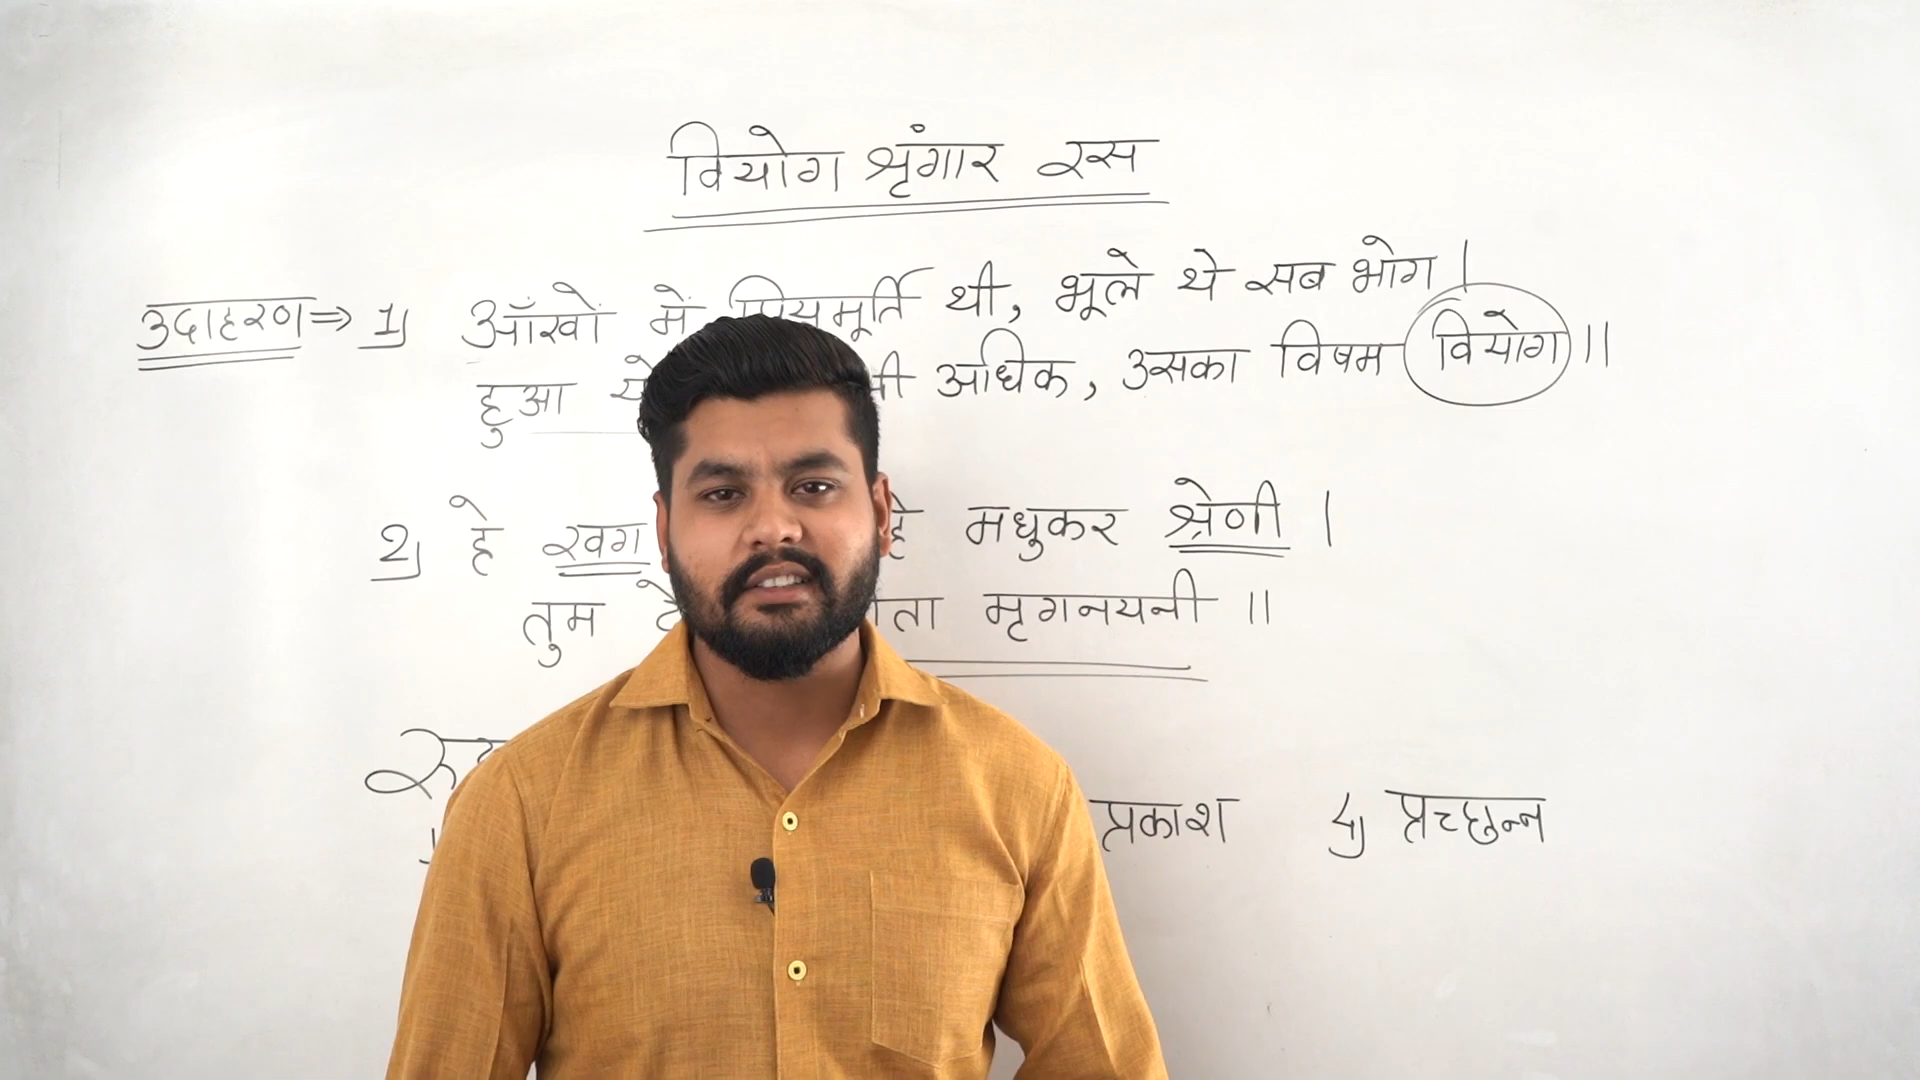 वियोग श्रृंगार रस
उदाहरण ⇒ 1) आँखों में प्रियमूर्ति थी, भूले थे सब भोग ।
हुआ अधिक, उसका विषम वियोग ।।
2) हे खग हे मधुकर श्रेणी ।
तुम मृगनयनी ।।
प्रकाश 4) प्रच्छन्न